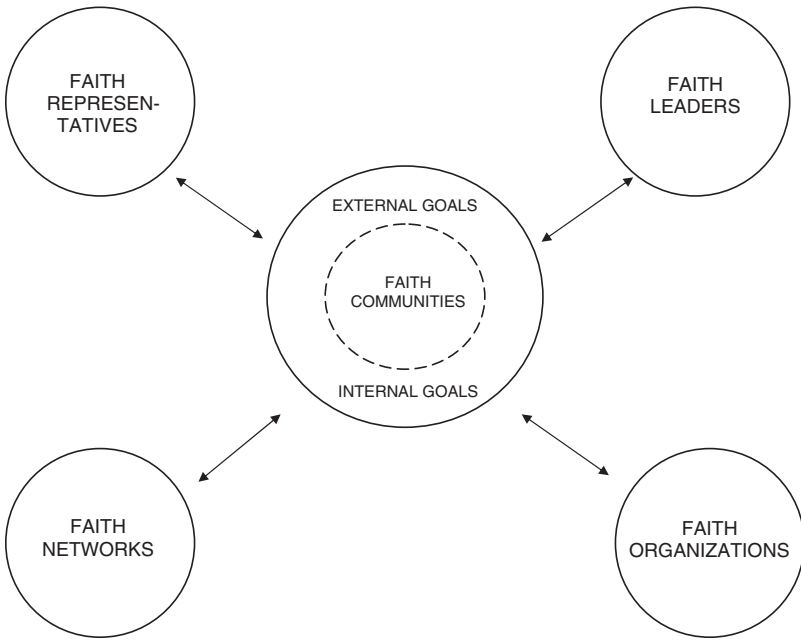 FAITH
REPRESEN-
TATIVES
FAITH
LEADERS
EXTERNAL GOALS
FAITH
COMMUNITIES
INTERNAL GOALS
FAITH
NETWORKS
FAITH
ORGANIZATIONS